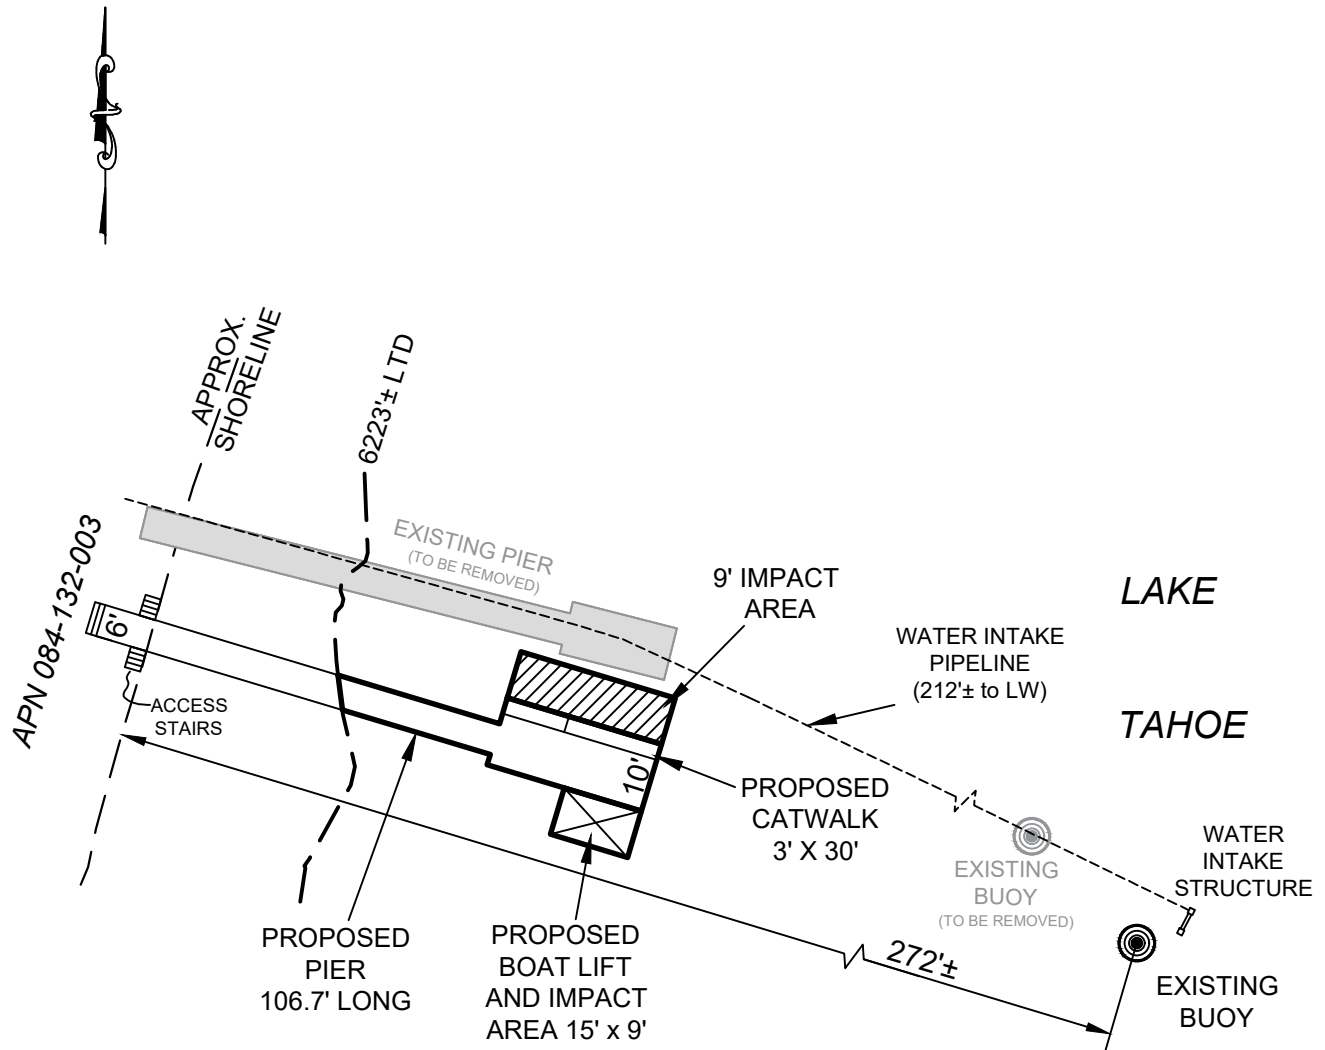 APPROX.
SHORELINE
6223'± LTD
APN 084-132-003
EXISTING PIER
(TO BE REMOVED)
9' IMPACT
AREA
LAKE
TAHOE
WATER INTAKE
PIPELINE
(212'± to LW)
6'
ACCESS
STAIRS
10'
PROPOSED
CATWALK
3' X 30'
EXISTING
BUOY
(TO BE REMOVED)
WATER
INTAKE
STRUCTURE
PROPOSED
PIER
106.7' LONG
PROPOSED
BOAT LIFT
AND IMPACT
AREA 15' x 9'
272'±
EXISTING
BUOY